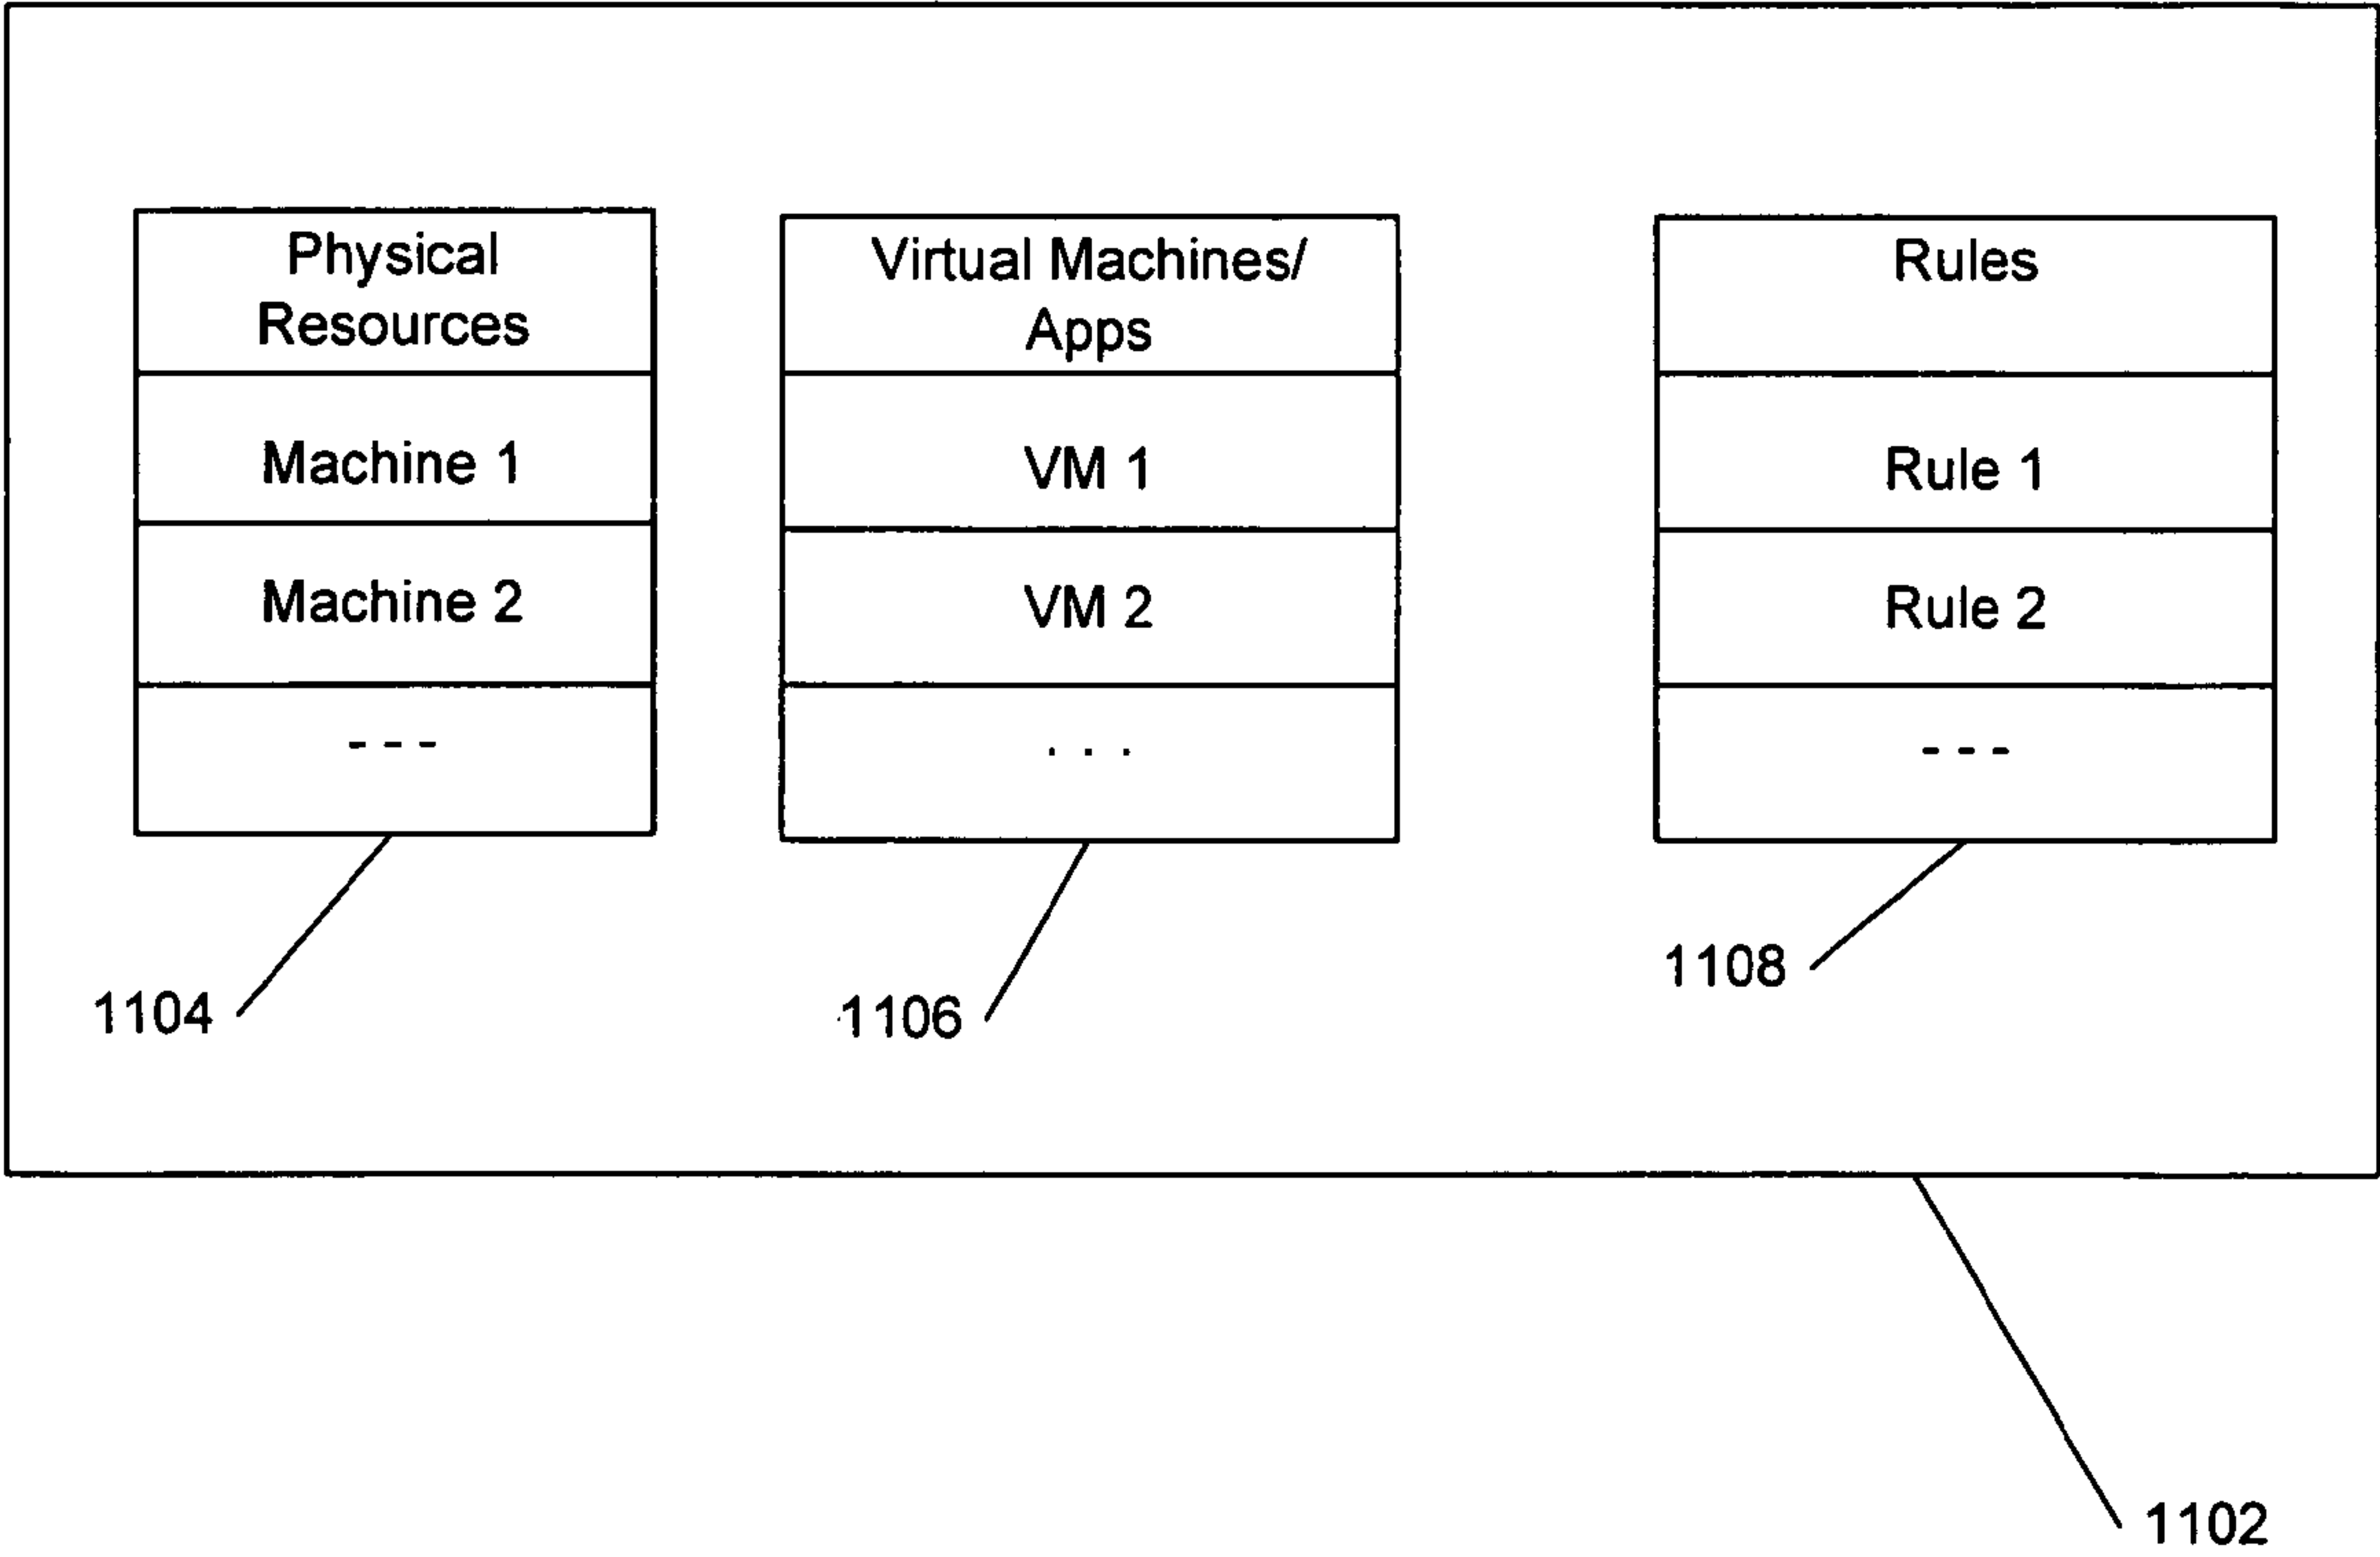 Physical
Resources
Machine 1
Machine 2
- - -
1104
Virtual Machines/
Apps
VM 1
VM 2
. . .
1106
Rules
Rule 1
Rule 2
- - -
1108
1102